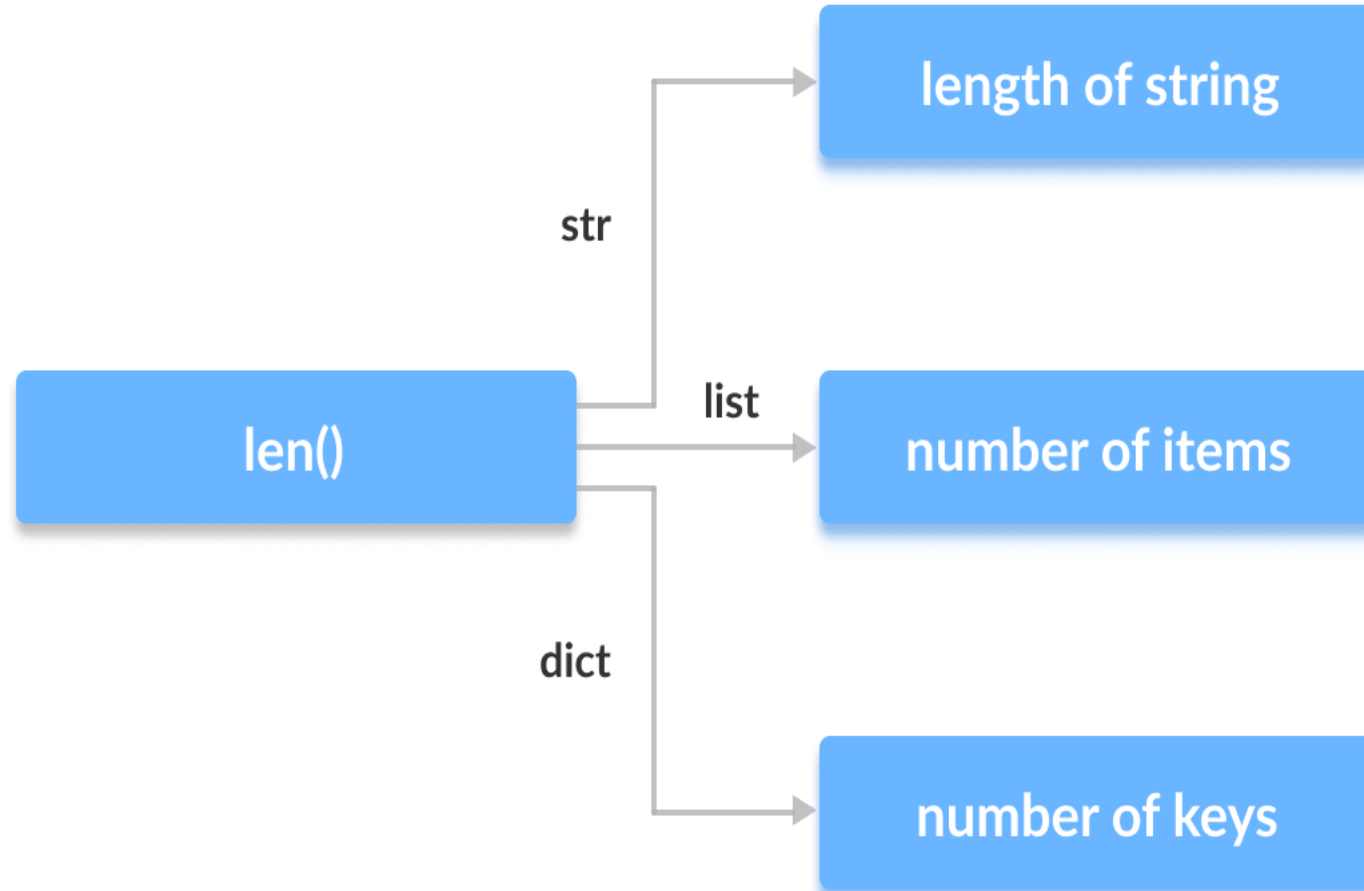 length of string
str
list
len()
number of items
dict
number of keys